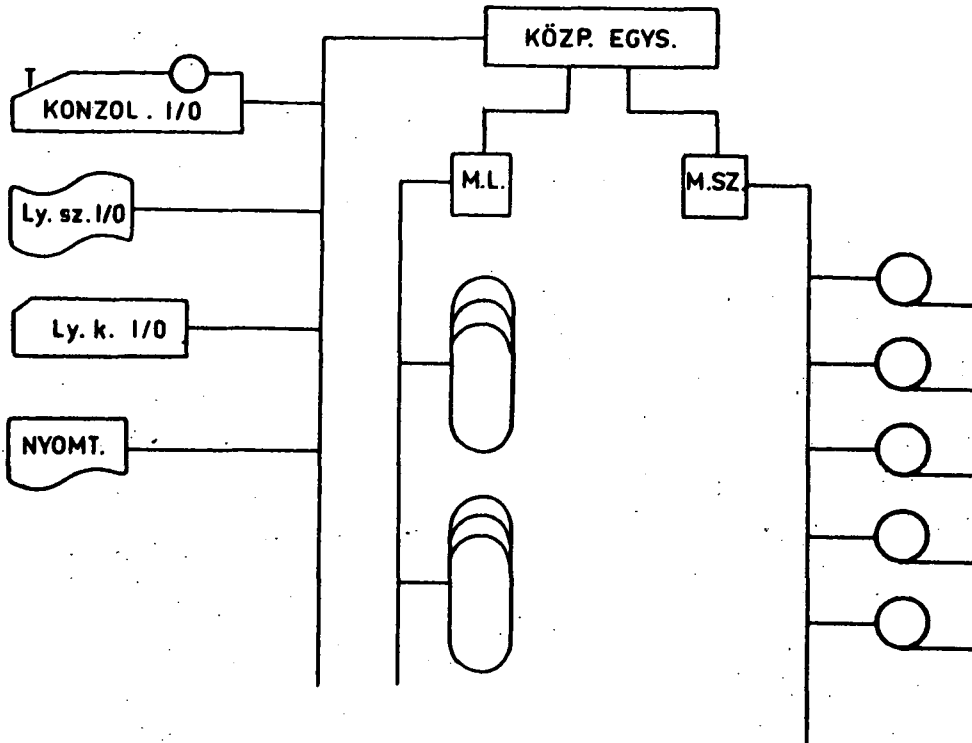 KÖZP. EGYS.
KONZOL. I/O
M.L.
M.SZ.
Ly. sz. I/O
Ly. k. I/O
NYOMT.